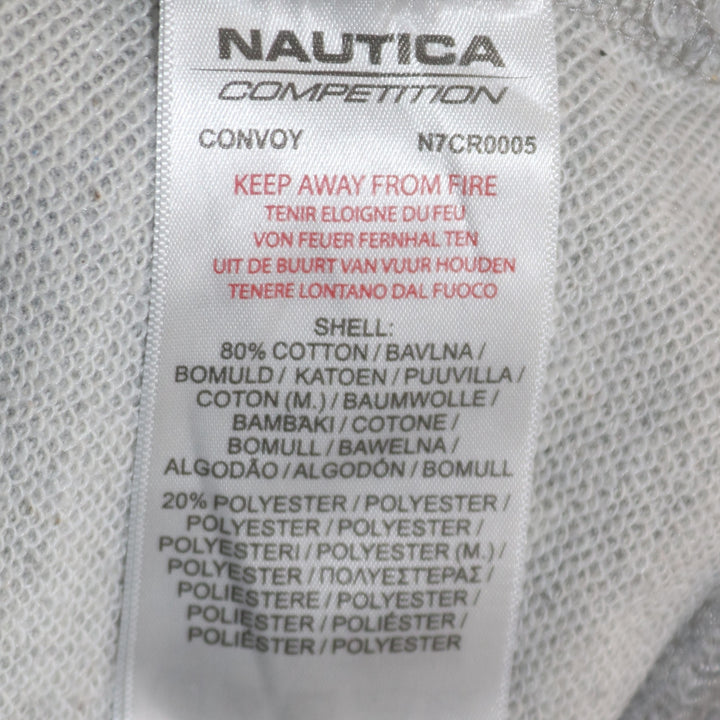 NAUTICA
COMPETITION
CONVOY N7CR0005
KEEP AWAY FROM FIRE
TENIR ELOIGNE DU FEU
VON FEUER FERNHALTEN
UIT DE BUURT VAN VUUR HOUDEN
TENERE LONTANO DAL FUOCO
SHELL:
80% COTTON / BAVLNA /
BOMULD / KATOEN / PUUVILLA /
COTON (M.) / BAUMWOLLE /
BAMBAKI / COTONE /
BOMULL / BAWELNA /
ALGODÃO / ALGODÓN / BOMULL
20% POLYESTER / POLYESTER /
POLYESTER / POLYESTER /
POLYESTERI / POLYESTER (M.) /
POLYESTER / ΠΟΛΥΕΣΤΕΡΑΣ /
POLIESTERE / POLYESTER /
POLIESTER / POLIÉSTER /
POLIÉSTER / POLYESTER